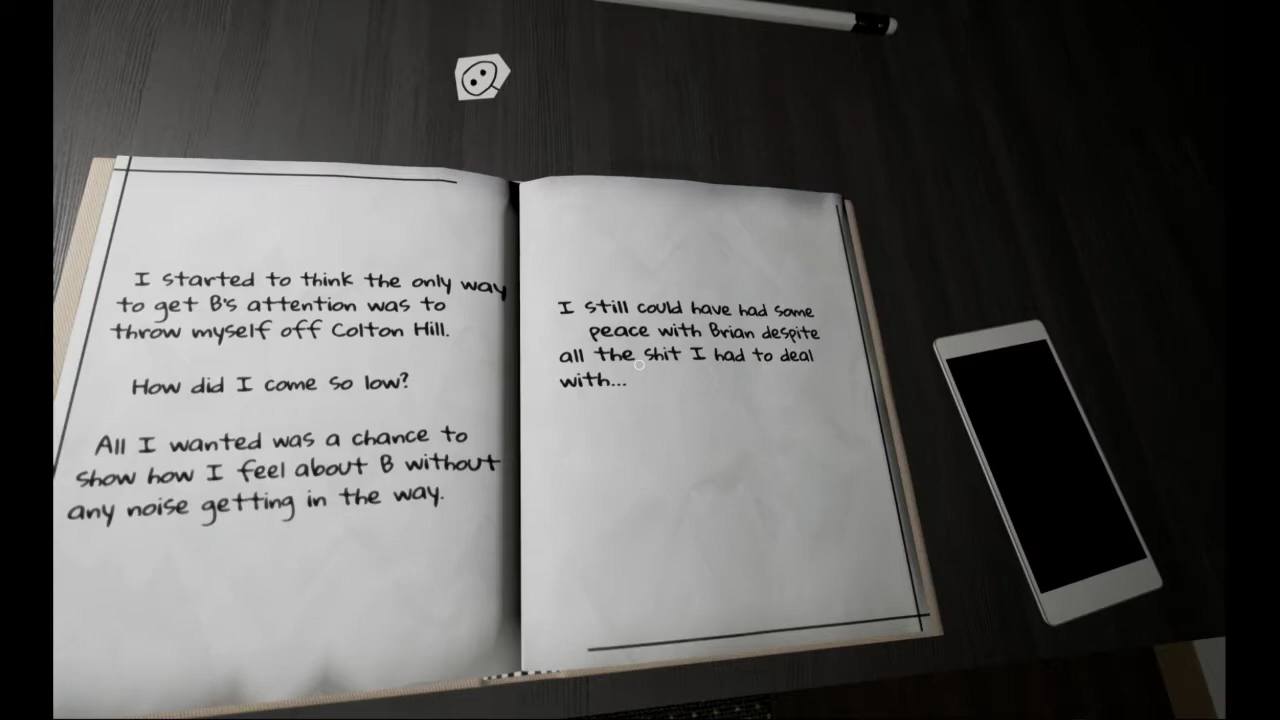 I started to think the only way
to get B's attention was to
throw myself off Colton Hill.
How did I come so low?
All I wanted was a chance to
show how I feel about B without
any noise getting in the way.
I still could have had some
peace with Brian despite
all the shit I had to deal
with...